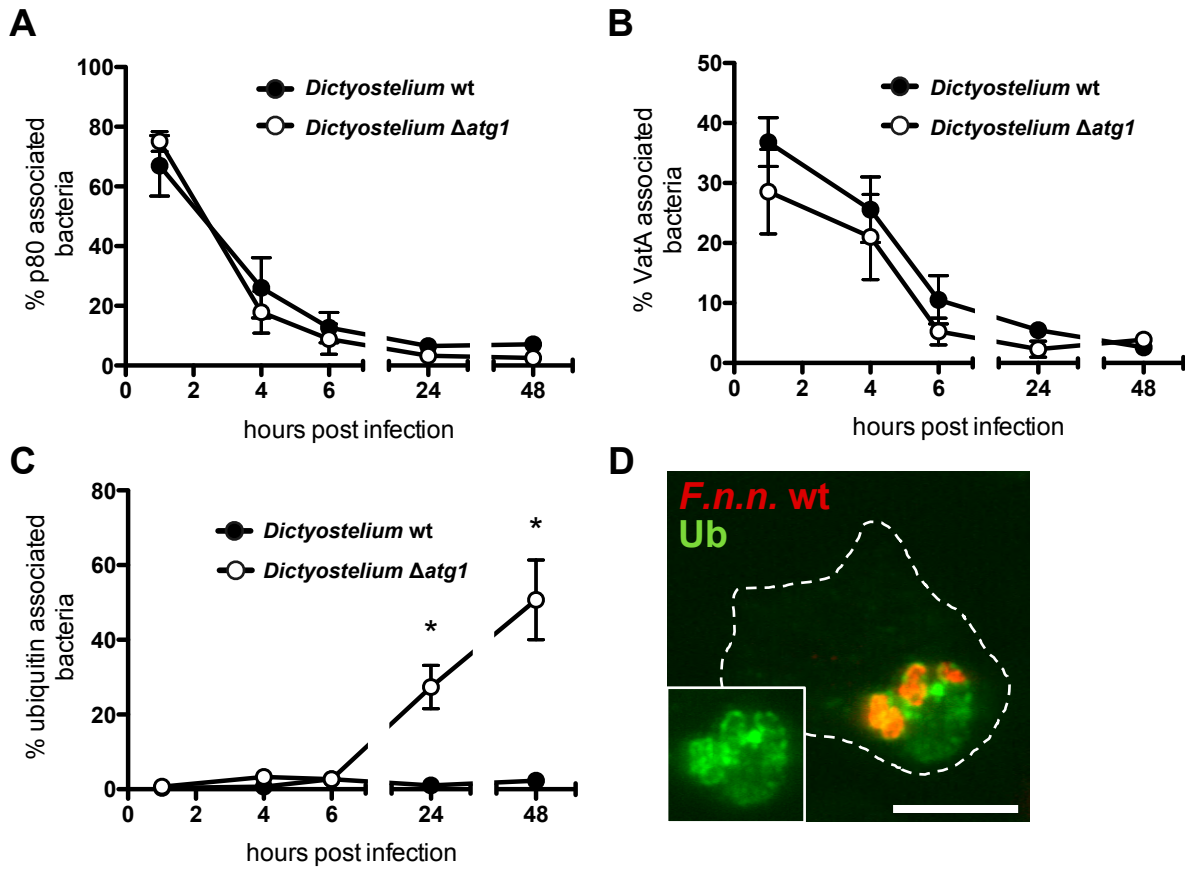 A
% p80 associated
bacteria
100
80
60
40
20
0
Dictyostelium wt
Dictyostelium Δatg1
0 2 4 6 24 48
hours post infection
B
% VatA associated
bacteria
50
40
30
20
10
0
Dictyostelium wt
Dictyostelium Δatg1
0 2 4 6 24 48
hours post infection
C
% ubiquitin associated
bacteria
80
60
40
20
0
Dictyostelium wt
Dictyostelium Δatg1
*
*
0 2 4 6 24 48
hours post infection
D
F.n.n. wt
Ub